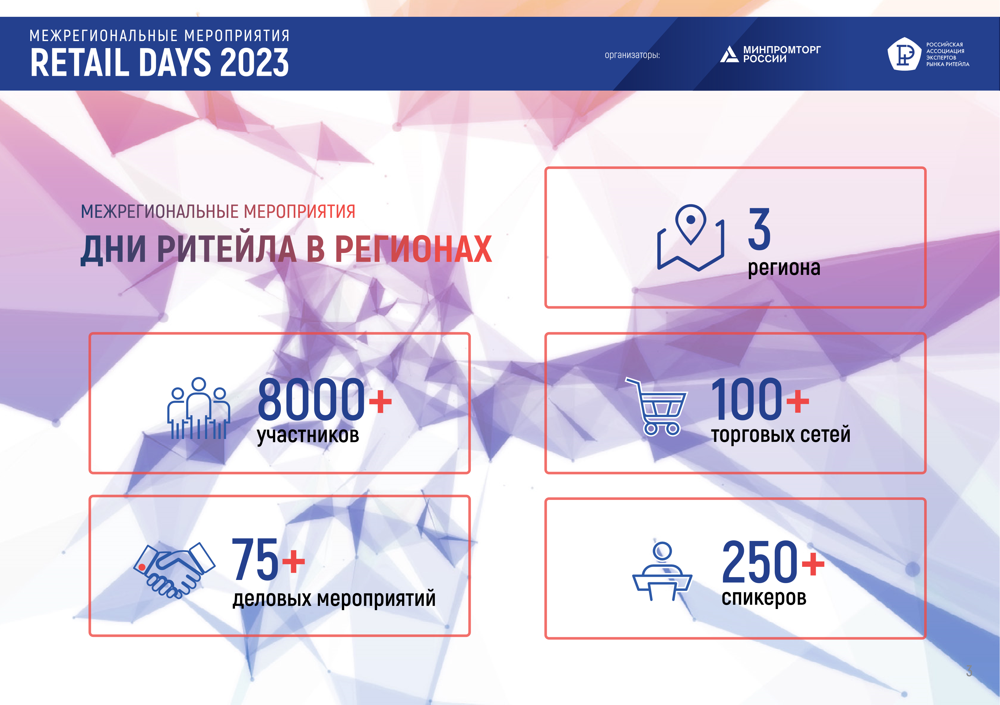 МЕЖРЕГИОНАЛЬНЫЕ МЕРОПРИЯТИЯ
RETAIL DAYS 2023
организаторы:
МИНПРОМТОРГ
РОССИИ
РОССИЙСКАЯ
АССОЦИАЦИЯ
ЭКСПЕРТОВ
РЫНКА РИТЕЙЛА
МЕЖРЕГИОНАЛЬНЫЕ МЕРОПРИЯТИЯ
ДНИ РИТЕЙЛА В РЕГИОНАХ
3
региона
8000+
участников
100+
торговых сетей
75+
деловых мероприятий
250+
спикеров
3